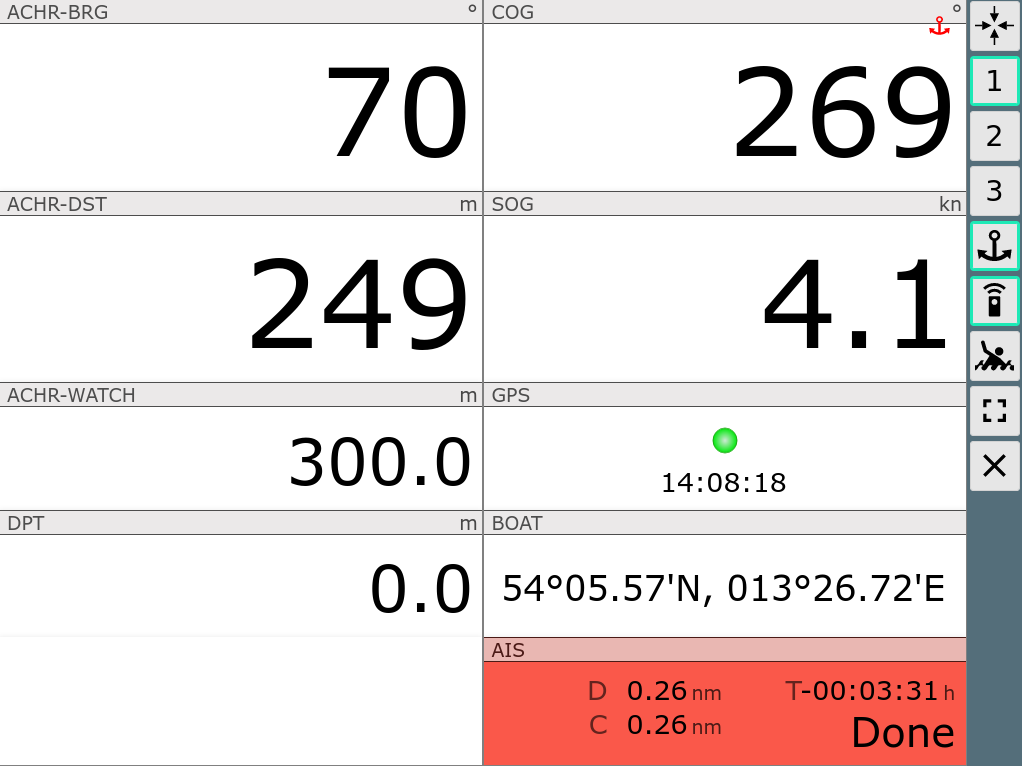 ACHR-BRG °
70
COG °
269
ACHR-DST m
249
SOG kn
4.1
ACHR-WATCH m
300.0
GPS
14:08:18
DPT m
0.0
BOAT
54°05.57'N, 013°26.72'E
AIS
D 0.26 nm T-00:03:31 h
C 0.26 nm
Done
1
2
3